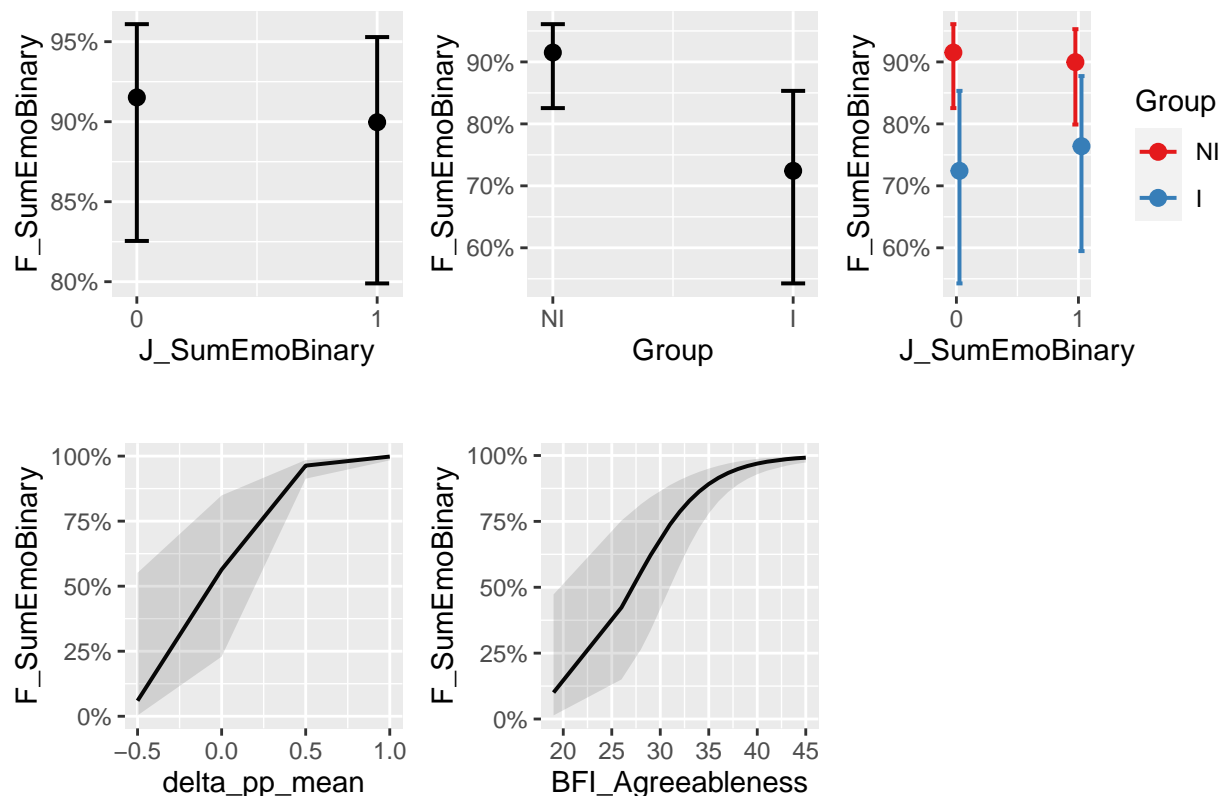 F_SumEmoBinary
95%
90%
85%
80%
0 1
J_SumEmoBinary
F_SumEmoBinary
90%
80%
70%
60%
NI I
Group
F_SumEmoBinary
90%
80%
70%
60%
0 1
J_SumEmoBinary
Group
NI
I
F_SumEmoBinary
100%
75%
50%
25%
0%
−0.5 0.0 0.5 1.0
delta_pp_mean
F_SumEmoBinary
100%
75%
50%
25%
0%
20 25 30 35 40 45
BFI_Agreeableness